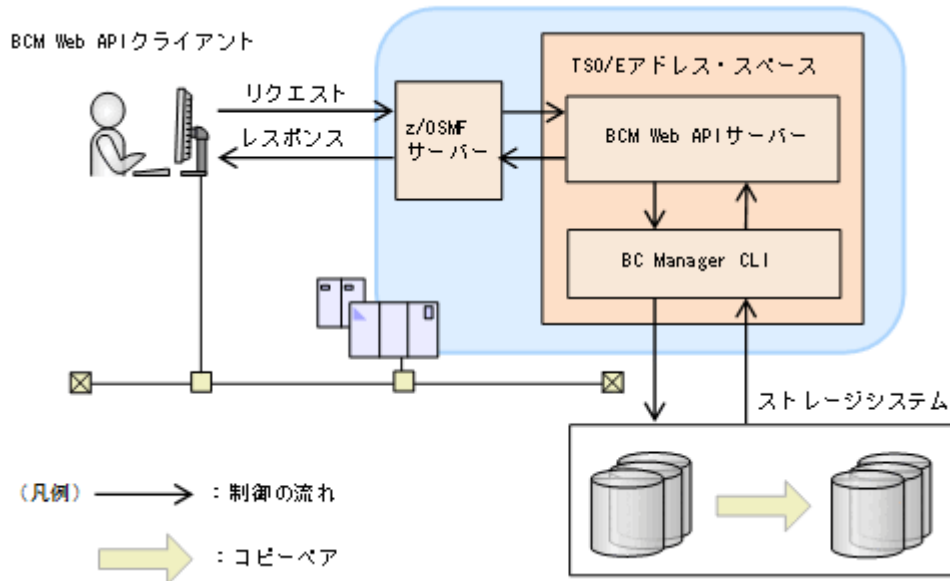 BCM Web APIクライアント
TSO/Eアドレス・スペース
リクエスト
レスポンス
z/OSMF
サーバー
BCM Web APIサーバー
BC Manager CLI
ストレージシステム
(凡例)
：制御の流れ
：コピーペア